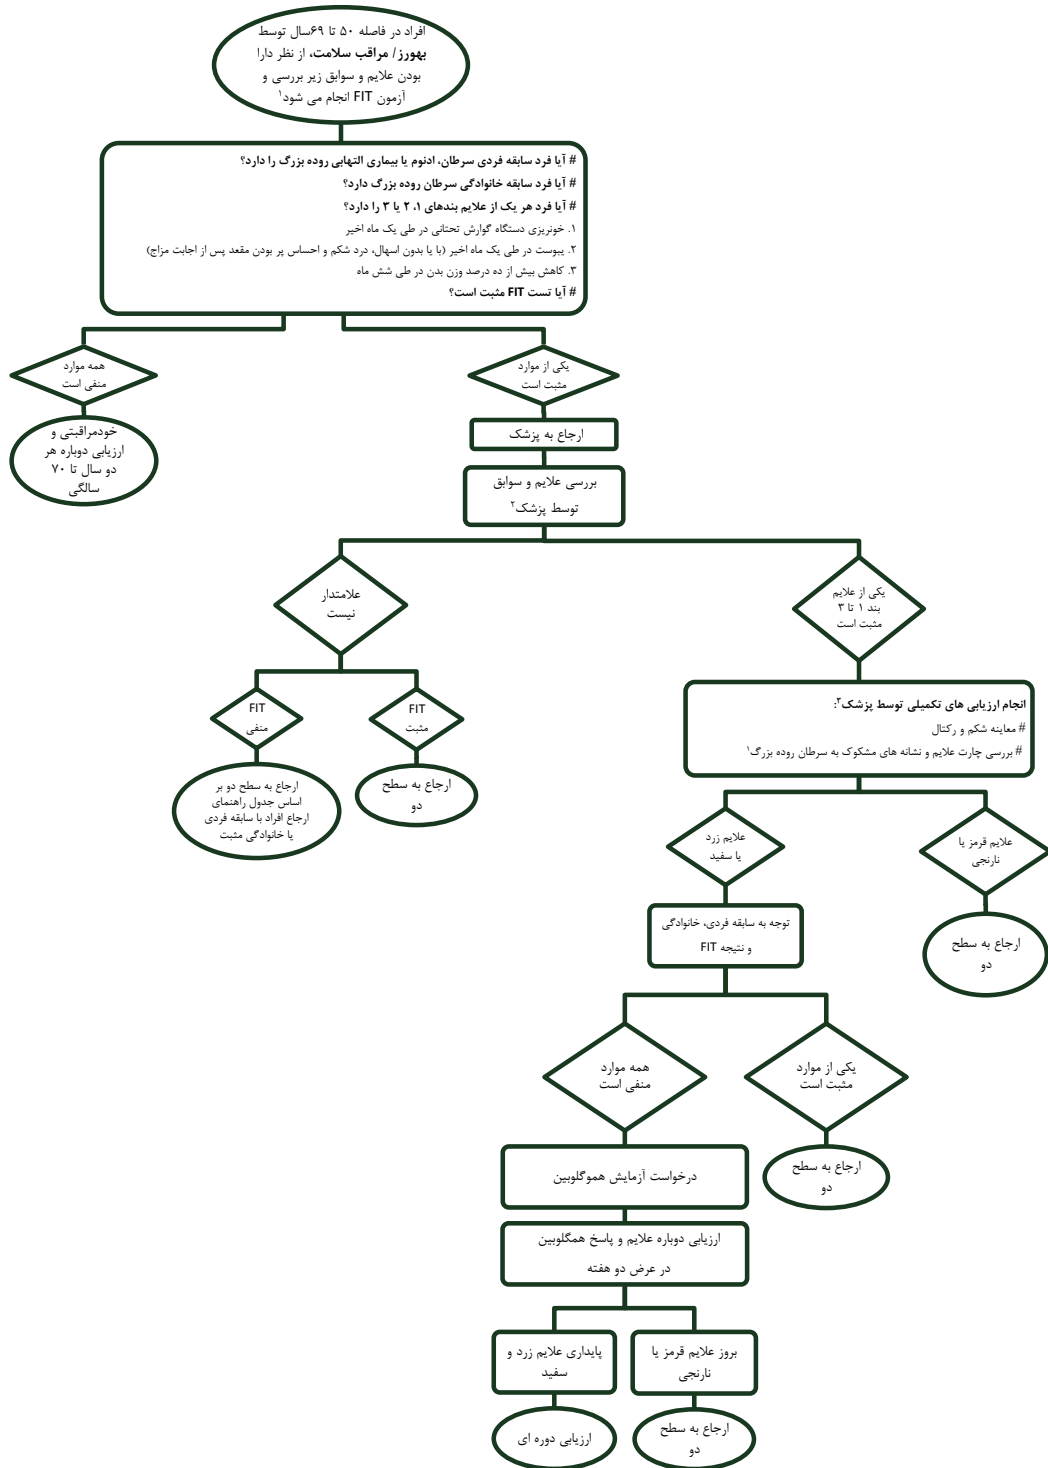 افراد در فاصله ۵۰ تا ۶۹سال توسط
بهورز/ مراقب سلامت، از نظر دارا
بودن علایم و سوابق زیر بررسی و
آزمون FIT انجام می شود۱
# آیا فرد سابقه فردی سرطان، ادنوم یا بیماری التهابی روده بزرگ را دارد؟
# آیا فرد سابقه خانوادگی سرطان روده بزرگ دارد؟
# آیا فرد هر یک از علایم بندهای ۱، ۲ یا ۳ را دارد؟
۱. خونریزی دستگاه گوارش تحتانی در طی یک ماه اخیر
۲. یبوست در طی یک ماه اخیر (با یا بدون اسهال، درد شکم و احساس پر بودن مقعد پس از اجابت مزاج)
۳. کاهش بیش از ده درصد وزن بدن در طی شش ماه
# آیا تست FIT مثبت است؟
یکی از موارد
مثبت است
همه موارد
منفی است
ارجاع به پزشک
خودمراقبتی و
ارزیابی دوباره هر
دو سال تا ۷۰
سالگی
بررسی علایم و سوابق
توسط پزشک۲
یکی از علایم
بند ۱ تا ۳
مثبت است
علامتدار
نیست
FIT
مثبت
FIT
منفی
ارجاع به سطح
دو
ارجاع به سطح دو بر
اساس جدول راهنمای
ارجاع افراد با سابقه فردی
یا خانوادگی مثبت
انجام ارزیابی های تکمیلی توسط پزشک۳:
# معاینه شکم و رکتال
# بررسی چارت علایم و نشانه های مشکوک به سرطان روده بزرگ۱
علایم قرمز یا
نارنجی
علایم زرد
یا سفید
ارجاع به سطح
دو
توجه به سابقه فردی، خانوادگی
و نتیجه FIT
یکی از موارد
مثبت است
همه موارد
منفی است
ارجاع به سطح
دو
درخواست آزمایش هموگلوبین
ارزیابی دوباره علایم و پاسخ همگلوبین
در عرض دو هفته
بروز علایم قرمز یا
نارنجی
پایداری علایم زرد و
سفید
ارجاع به سطح
دو
ارزیابی دوره ای